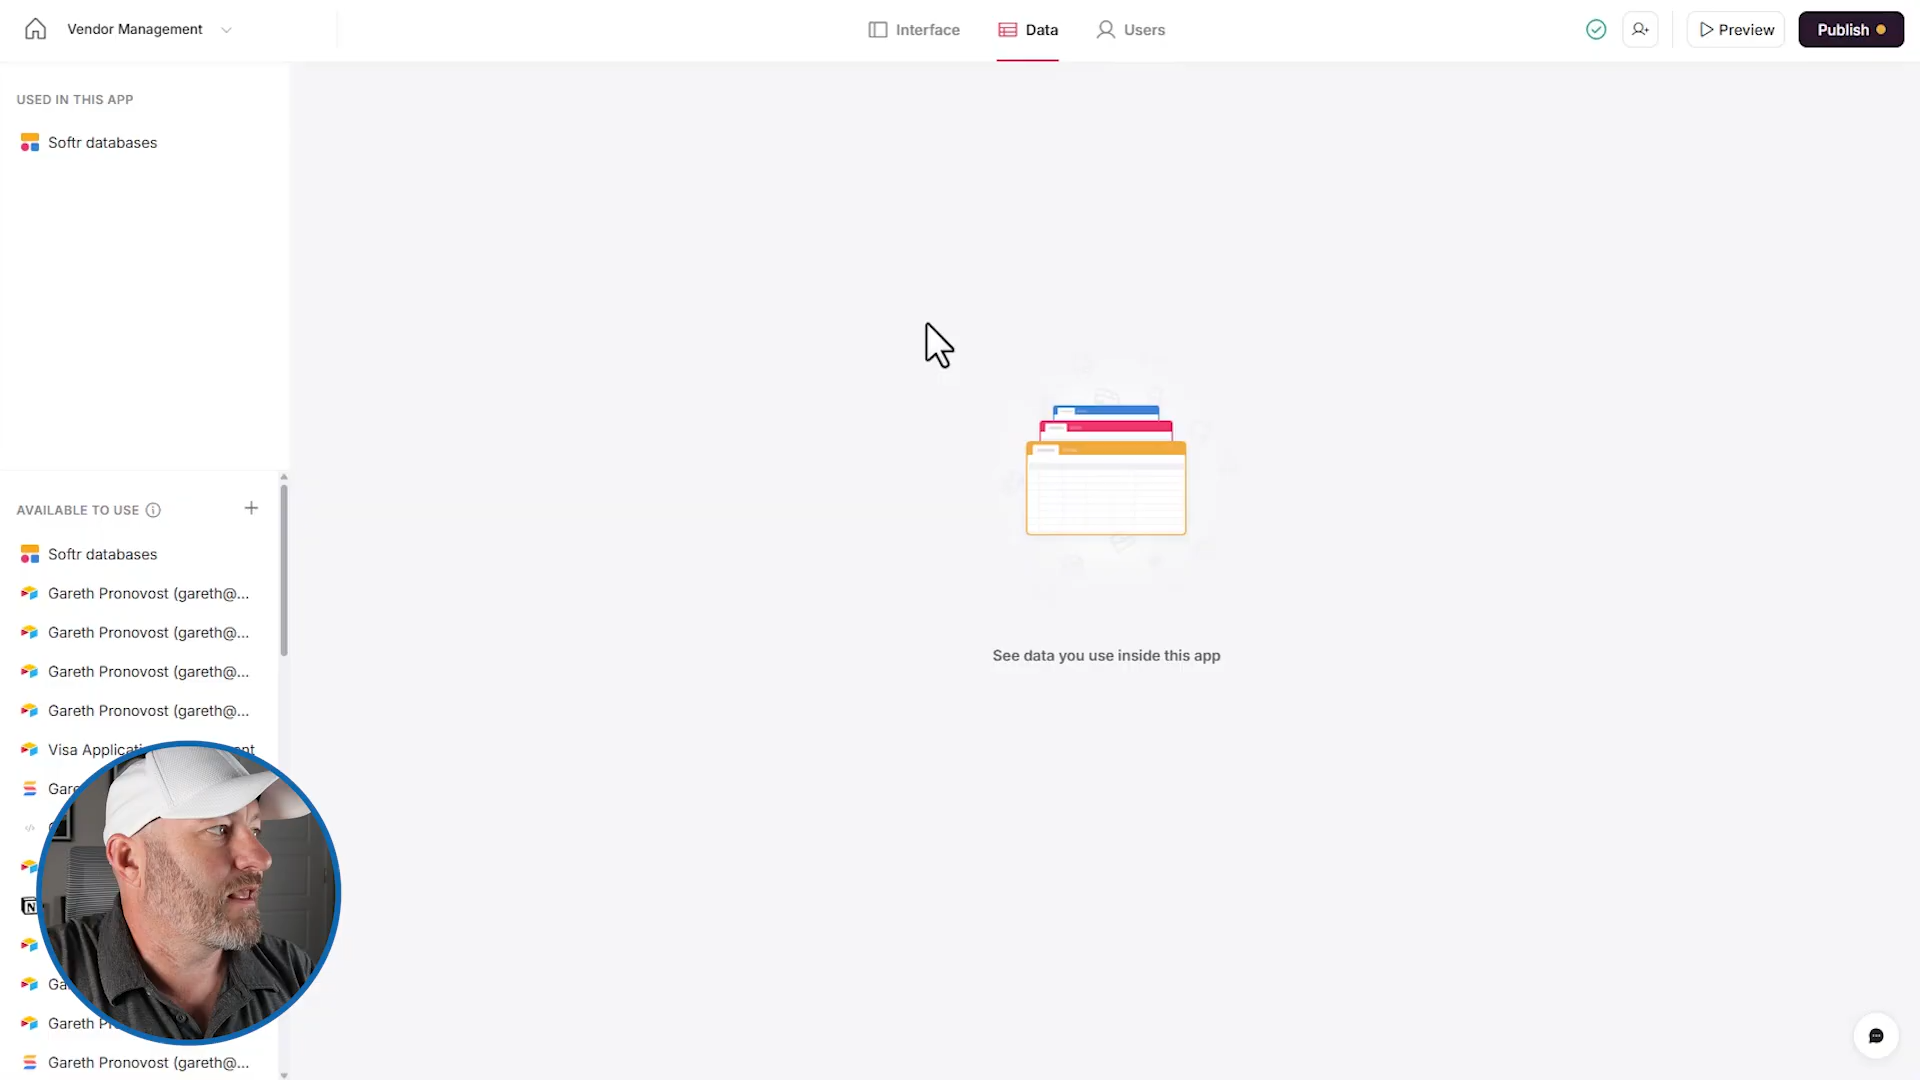 Vendor Management
Interface
Data
Users
Preview
Publish
USED IN THIS APP
Softr databases
AVAILABLE TO USE
Softr databases
Gareth Pronovost (gareth@...
Gareth Pronovost (gareth@...
Gareth Pronovost (gareth@...
Gareth Pronovost (gareth@...
Visa
Gareth
Gareth Pronovost (gareth@...
See data you use inside this app